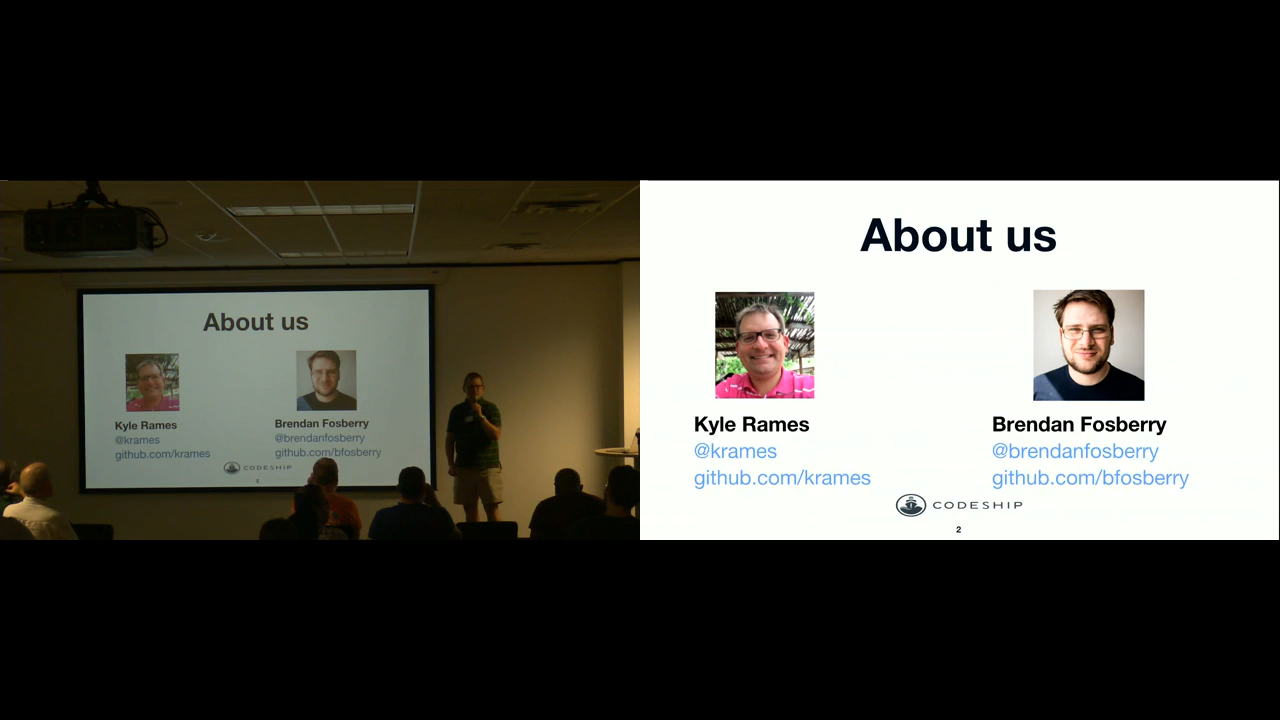 About us
Kyle Rames
@krames
github.com/krames
Brendan Fosberry
@brendanfosberry
github.com/bfosberry
CODESHIP
About us
Kyle Rames
@krames
github.com/krames
Brendan Fosberry
@brendanfosberry
github.com/bfosberry
CODESHIP
2